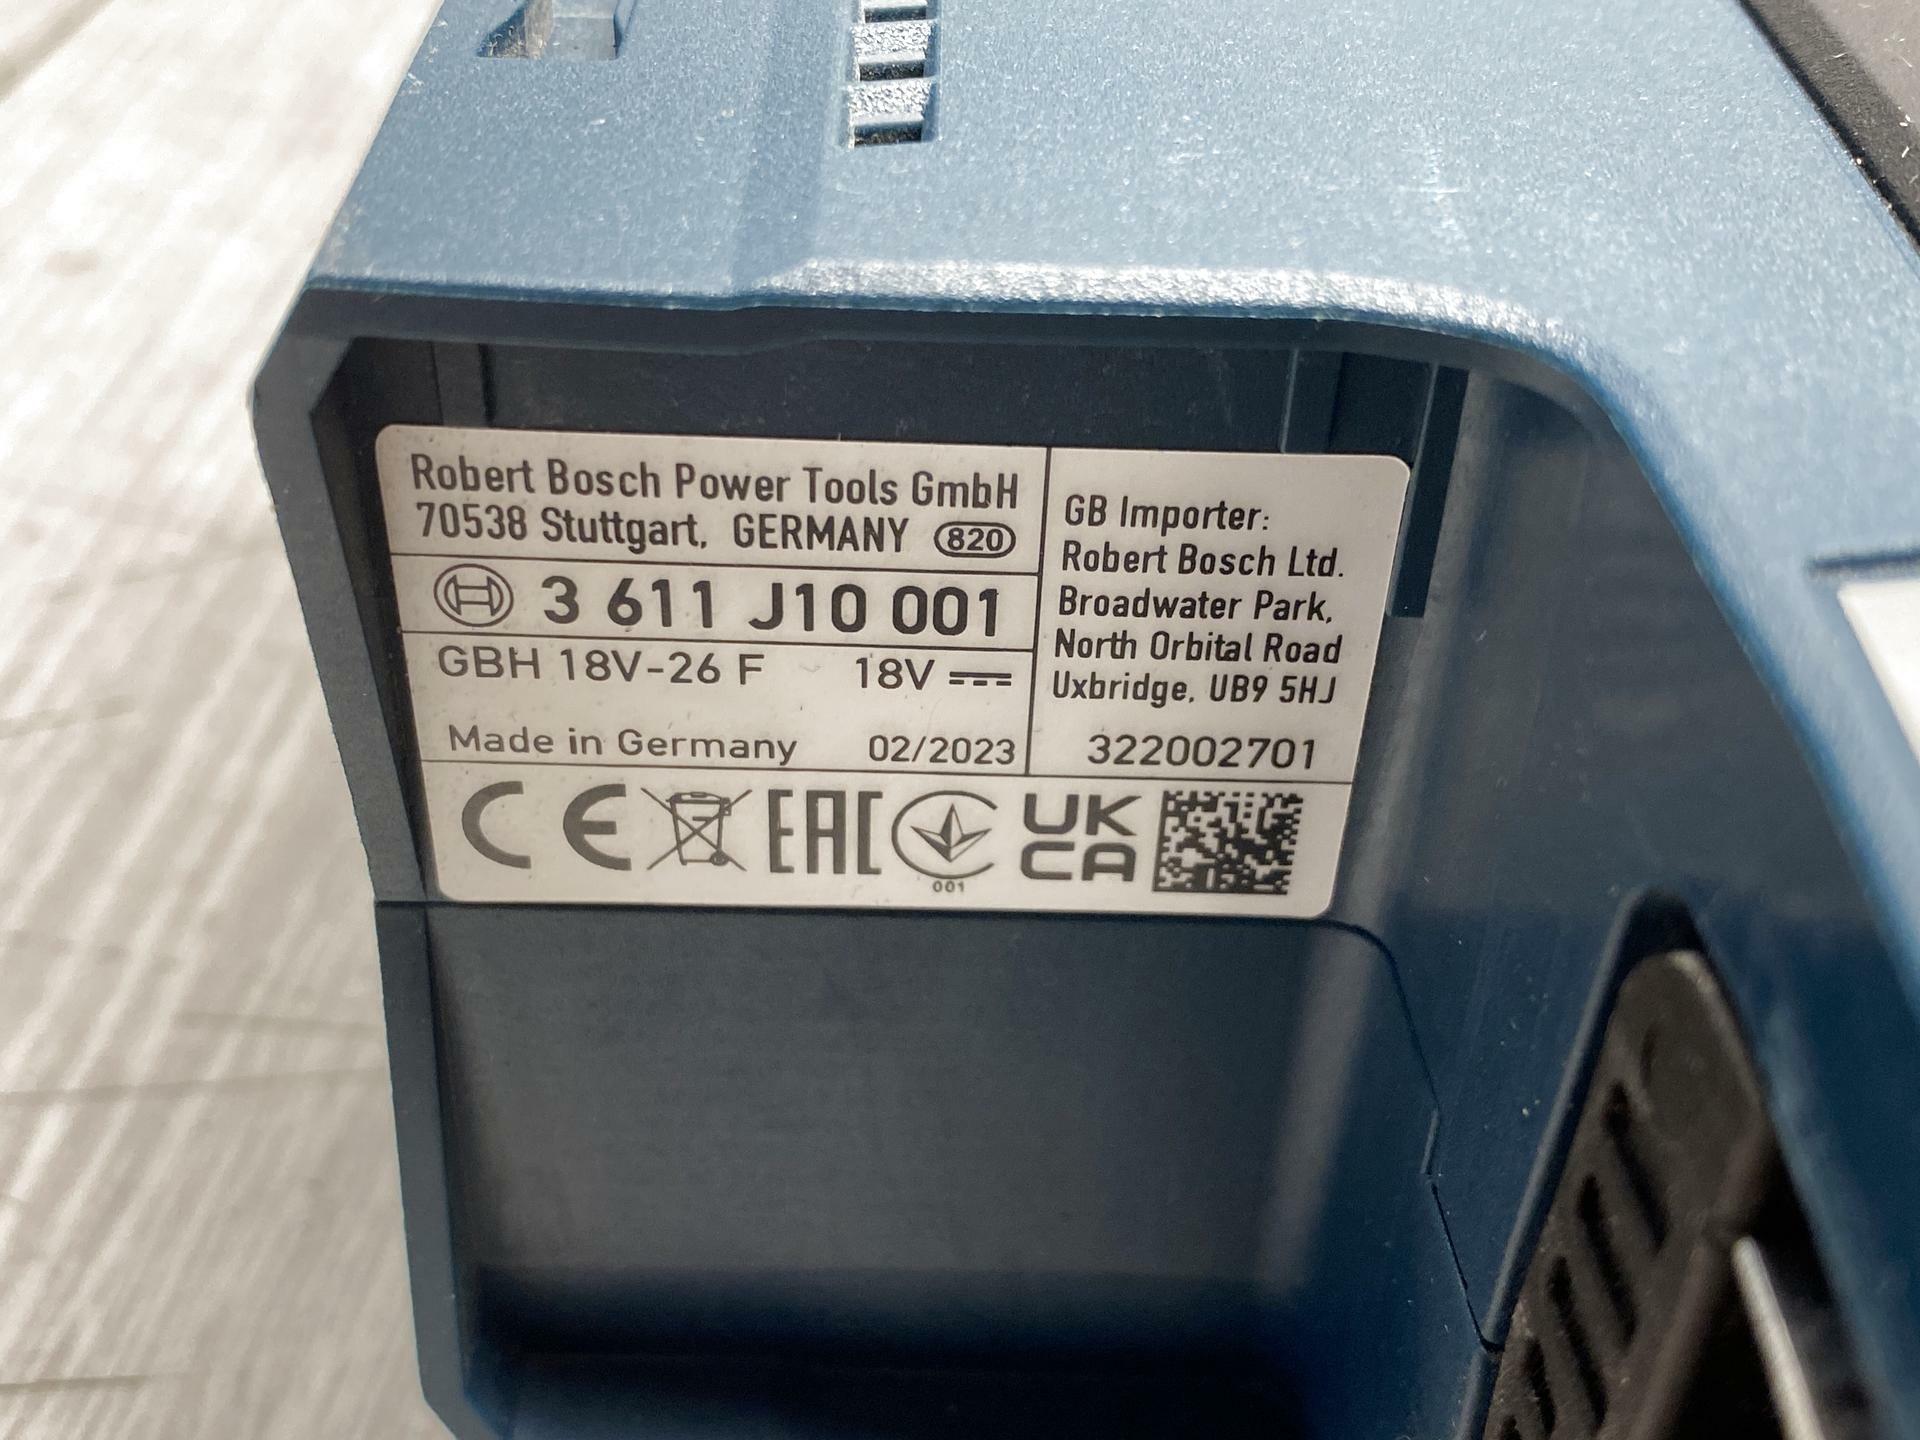 Robert Bosch Power Tools GmbH
70538 Stuttgart, GERMANY 820
3 611 J10 001
GBH 18V-26 F 18V
Made in Germany 02/2023
GB Importer:
Robert Bosch Ltd.
Broadwater Park,
North Orbital Road
Uxbridge, UB9 5HJ
322002701
CE EAC 001 UK
CA